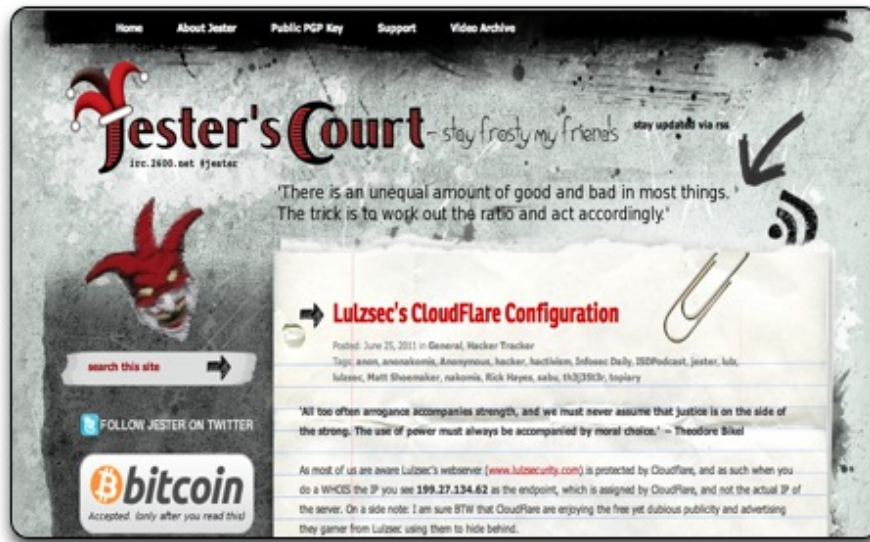 Home About Jester Public PGP Key Support Video Archive
Jester's Court - stay frosty my friends
stay updated via rss
irc.2600.net #jester
'There is an unequal amount of good and bad in most things.
The trick is to work out the ratio and act accordingly.'
Lulzsec's CloudFlare Configuration
Posted: June 25, 2011 in General, Hacker Tracker
Tags: anon, anonakomis, Anonymous, hacker, hactivism, Infosec Daily, ISDPodcast, jester, lulz,
lulzsec, Matt Shoemaker, nakomis, Rick Hayes, sabu, th3j35t3r, topiary
search this site
'All too often arrogance accompanies strength, and we must never assume that justice is on the side of
the strong. The use of power must always be accompanied by moral choice.' – Theodore Bikel
FOLLOW JESTER ON TWITTER
bitcoin
Accepted. (only after you read this)
As most of us are aware Lulzsec's webserver (www.lulzsecurity.com) is protected by Cloudflare, and as such when you
do a WHOIS the IP you see 199.27.134.62 as the endpoint, which is assigned by CloudFlare, and not the actual IP of
the server. On a side note: I am sure BTW that CloudFlare are enjoying the free yet dubious publicity and advertising
they garner from Lulzsec using them to hide behind.